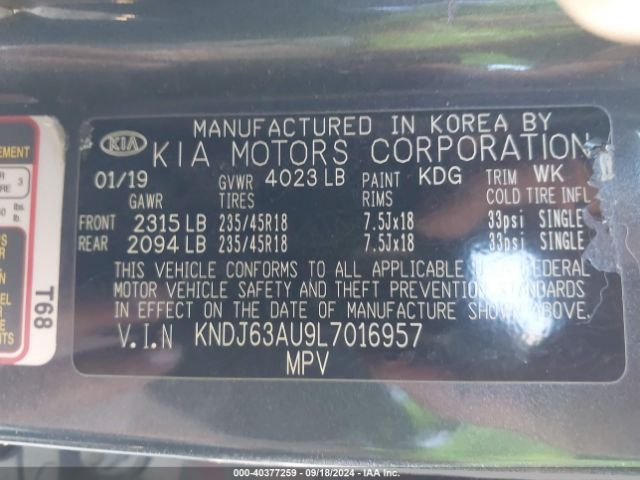 MANUFACTURED IN KOREA BY
KIA KIA MOTORS CORPORATION
01/19 GVWR 4023 LB PAINT KDG TRIM WK
GAWR TIRES RIMS COLD TIRE INFL
FRONT 2315 LB 235/45R18 7.5Jx18 33psi SINGLE
REAR 2094 LB 235/45R18 7.5Jx18 33psi SINGLE
THIS VEHICLE CONFORMS TO ALL APPLICABLE U.S. FEDERAL
MOTOR VEHICLE SAFETY AND THEFT PREVENTION STANDARDS
IN EFFECT ON THE DATE OF MANUFACTURE SHOWN ABOVE.
V.I.N KNDJ63AU9L7016957
MPV
EMENT
3
lb.
T68
000-40377259 - 09/18/2024 - IAA Inc.